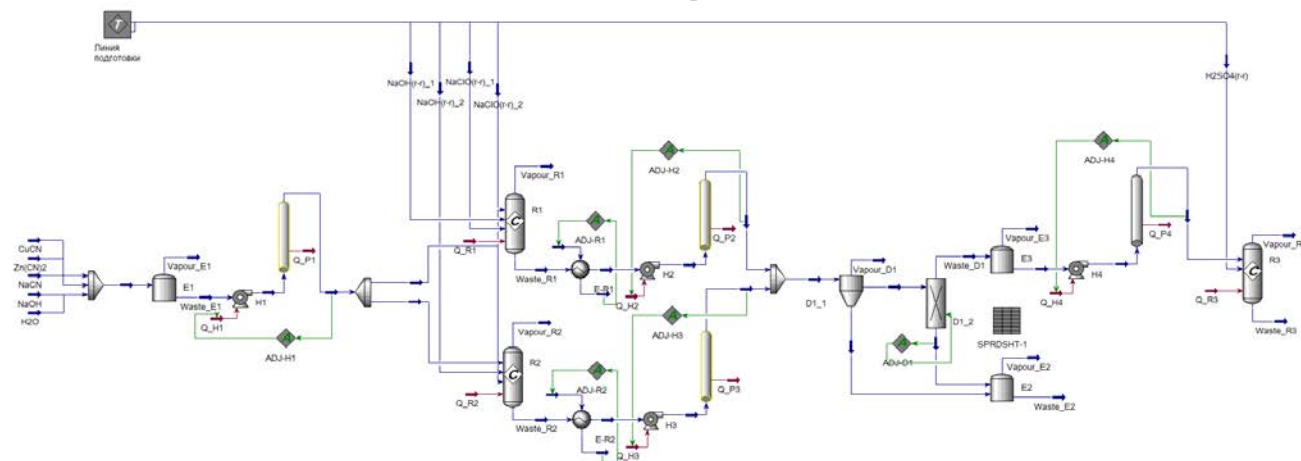 T
Линия
подготовки
NaOH(r-r)_1
NaClO(r-r)_1
NaOH(r-r)_2
NaClO(r-r)_2
H2SO4(r-r)
CuCN
Zn(CN)2
NaCN
NaOH
H2O
Vapour_E1
E1
Waste_E1
H1
Q_H1
ADJ-H1
Q_P1
Vapour_R1
R1
C
Q_R1
Waste_R1
A
ADJ-R1
E-R1
A
ADJ-H2
H2
Q_H2
Q_P2
Vapour_R2
R2
C
Q_R2
Waste_R2
A
ADJ-R2
E-R2
A
ADJ-H3
H3
Q_H3
Q_P3
Vapour_D1
D1_1
Waste_D1
D1_2
A
ADJ-D1
SPRDSHT-1
Vapour_E2
E2
Waste_E2
Vapour_E3
E3
H4
Q_H4
A
ADJ-H4
Q_P4
R3
C
Q_R3
Waste_R3